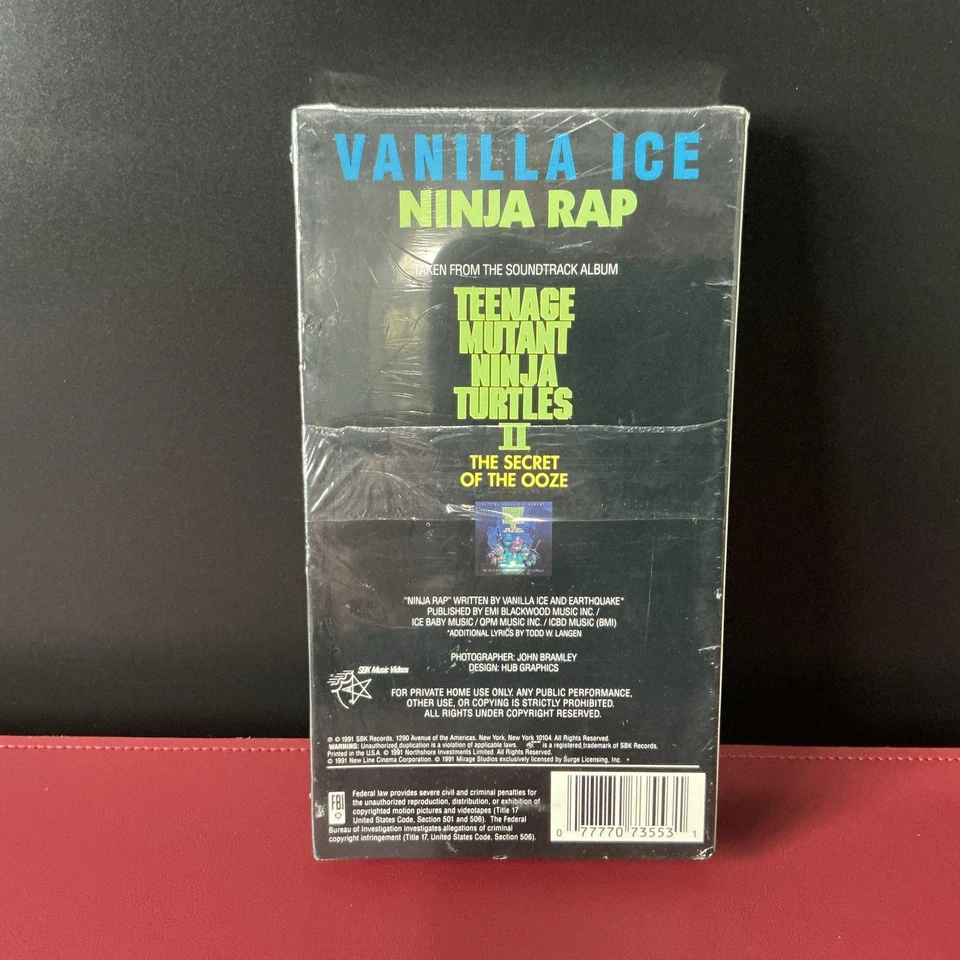 VANILLA ICE
NINJA RAP
TAKEN FROM THE SOUNDTRACK ALBUM
TEENAGE
MUTANT
NINJA
TURTLES
II
THE SECRET
OF THE OOZE
"NINJA RAP" WRITTEN BY VANILLA ICE AND EARTHQUAKE*
PUBLISHED BY EMI BLACKWOOD MUSIC INC. /
ICE BABY MUSIC / QPM MUSIC INC. / ICBD MUSIC (BMI)
*ADDITIONAL LYRICS BY TODD W. LANGEN
PHOTOGRAPHER: JOHN BRAMLEY
DESIGN: HUB GRAPHICS
SBK Music Videos
FOR PRIVATE HOME USE ONLY. ANY PUBLIC PERFORMANCE,
OTHER USE, OR COPYING IS STRICTLY PROHIBITED.
ALL RIGHTS UNDER COPYRIGHT RESERVED.
℗ © 1991 SBK Records, 1290 Avenue of the Americas, New York, New York 10104. All Rights Reserved.
WARNING: Unauthorized duplication is a violation of applicable laws. " " is a registered trademark of SBK Records.
Printed in the U.S.A. © 1991 Northshore Investments Limited. All Rights Reserved.
© 1991 New Line Cinema Corporation. © 1991 Mirage Studios exclusively licensed by Surge Licensing, Inc.
FBI
Federal law provides severe civil and criminal penalties for
the unauthorized reproduction, distribution, or exhibition of
copyrighted motion pictures and videotapes (Title 17
United States Code, Section 501 and 506). The Federal
Bureau of Investigation investigates allegations of criminal
copyright infringement (Title 17, United States Code, Section 506).
0 77770 73553 1